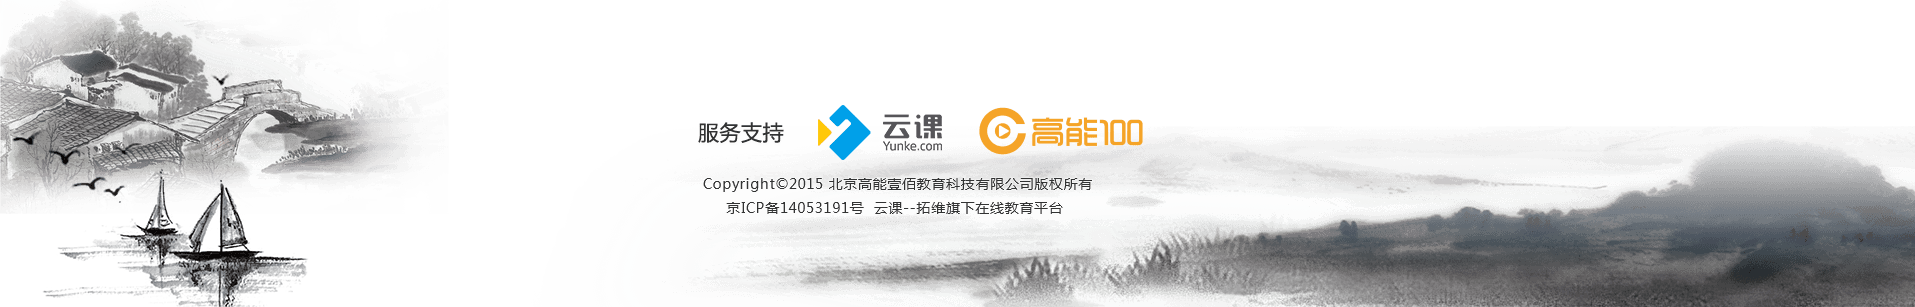 服务支持 云课 高能100
Yunke.com
Copyright©2015 北京高能壹佰教育科技有限公司版权所有
京ICP备14053191号 云课--拓维旗下在线教育平台